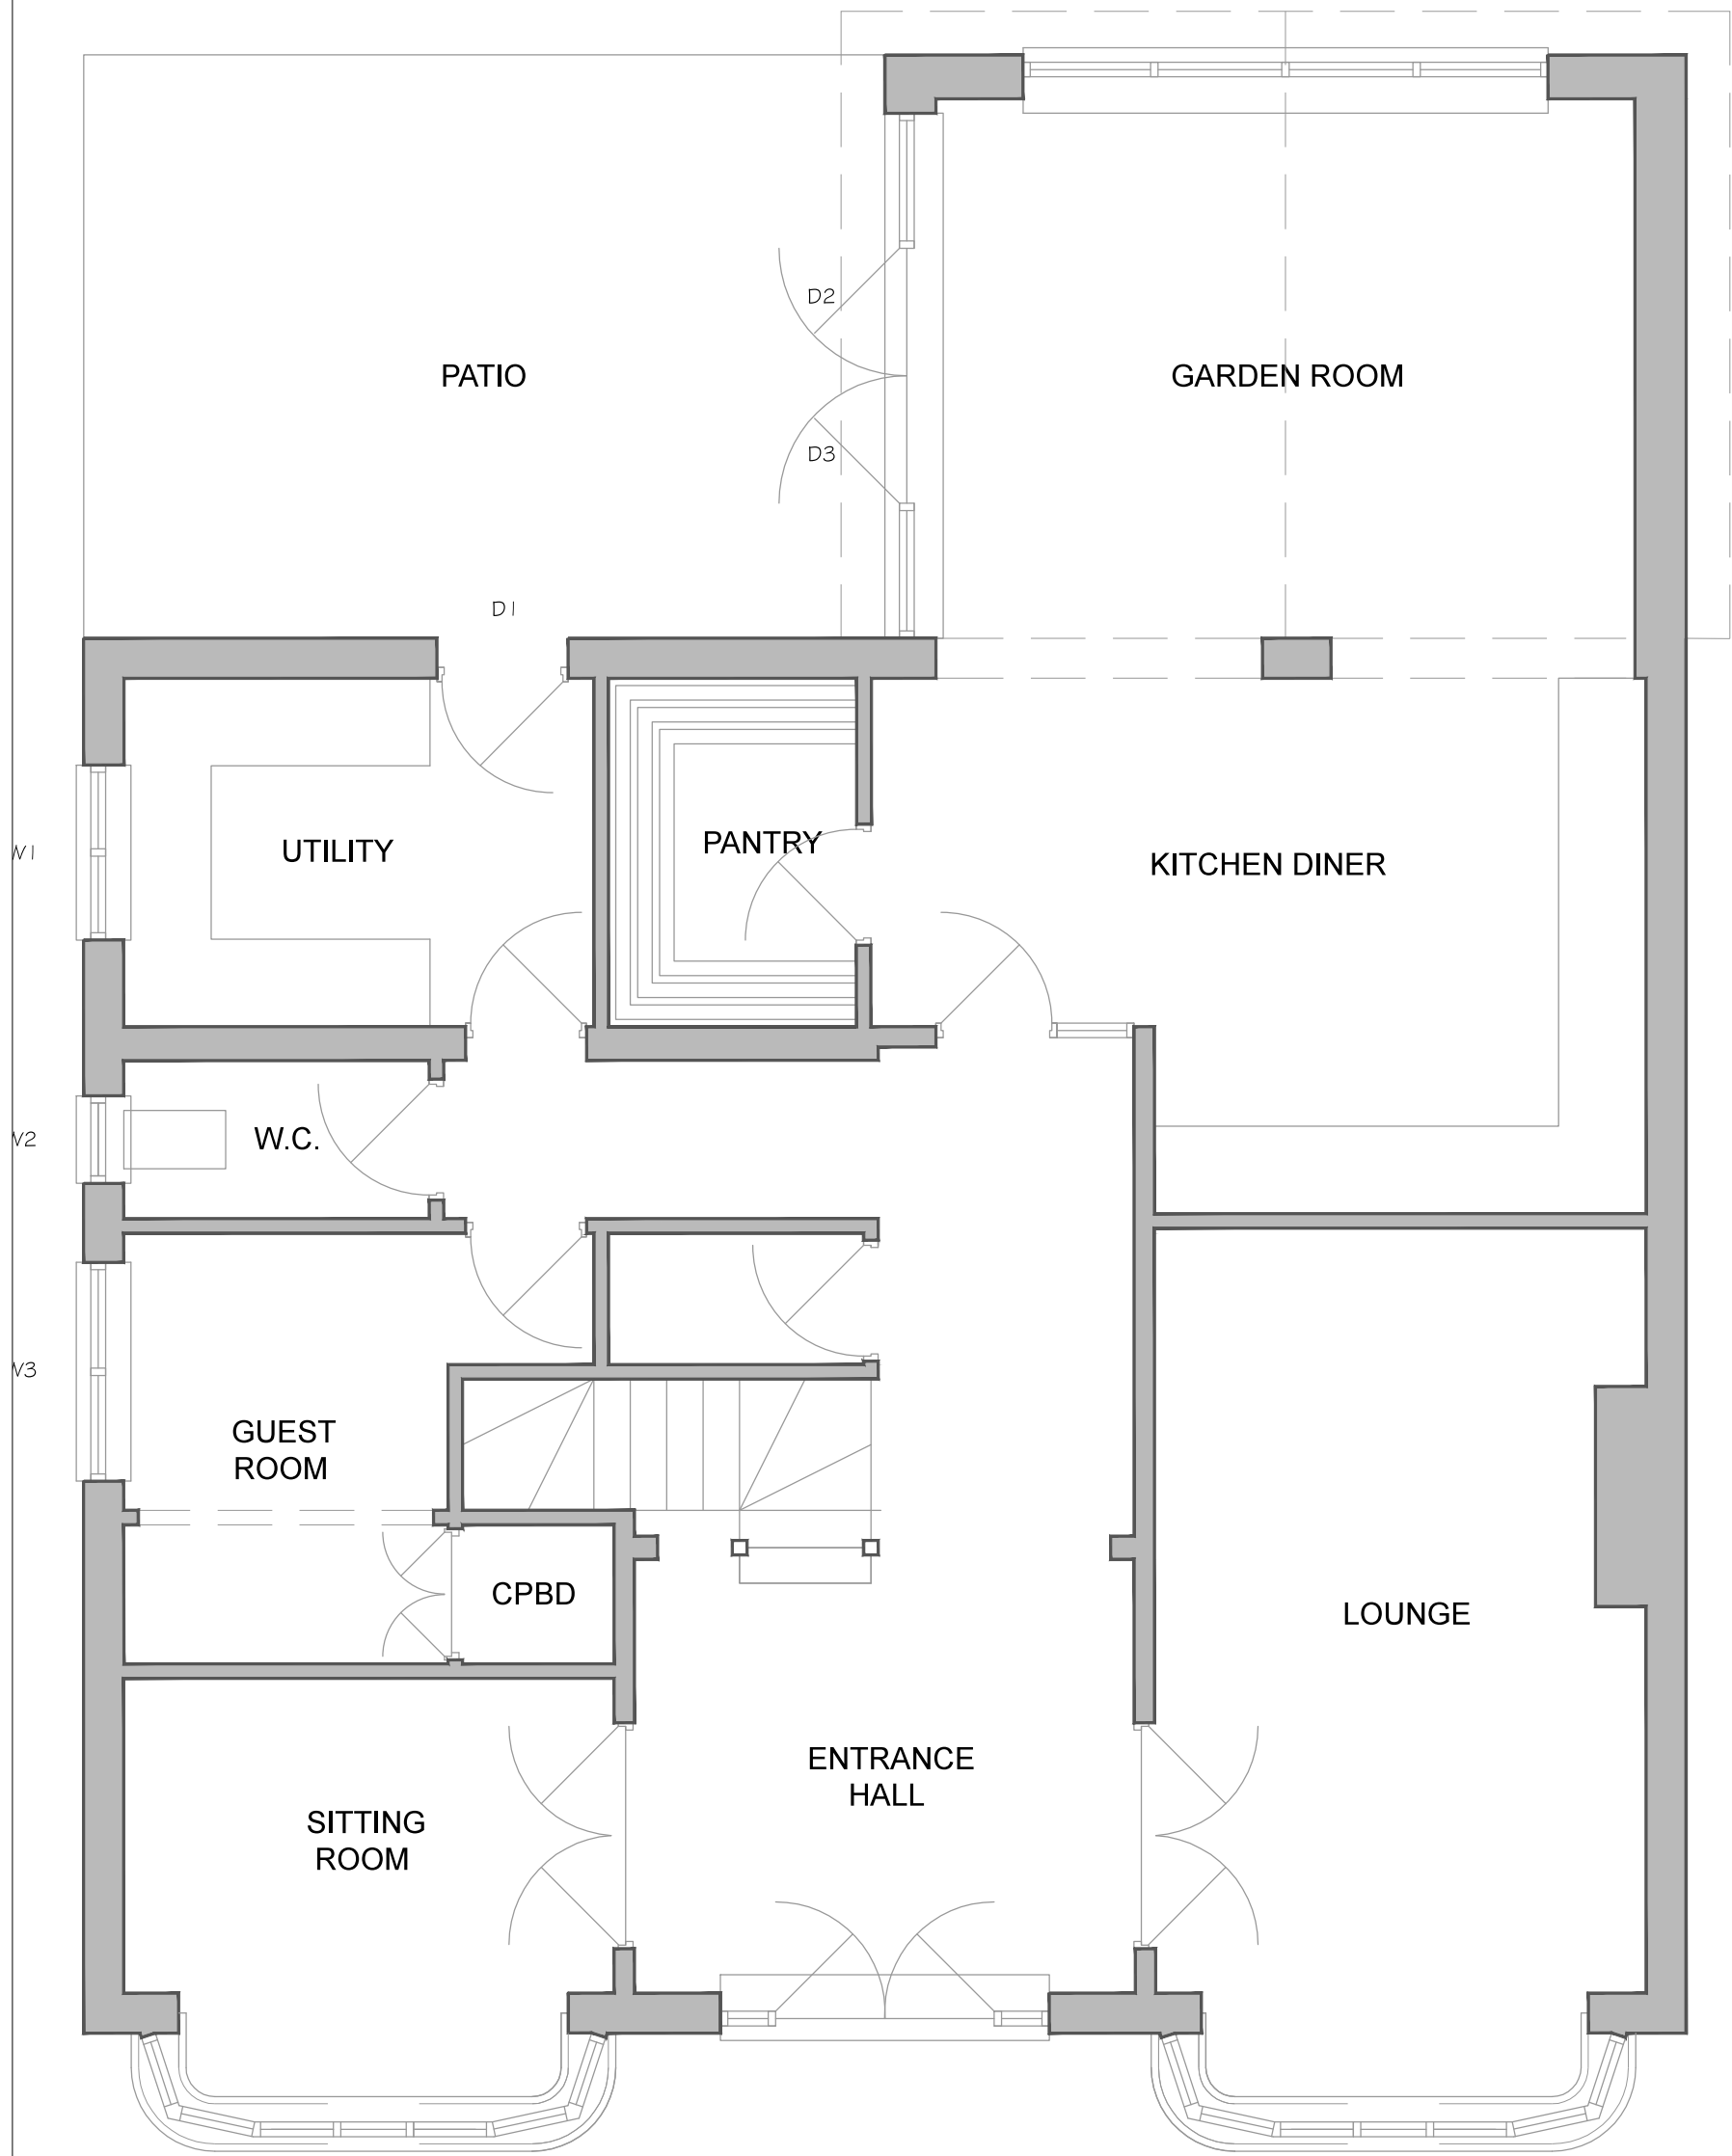 D2
PATIO
GARDEN ROOM
D3
D1
W1
UTILITY
PANTRY
KITCHEN DINER
W2
W.C.
W3
GUEST
ROOM
CPBD
LOUNGE
ENTRANCE
HALL
SITTING
ROOM